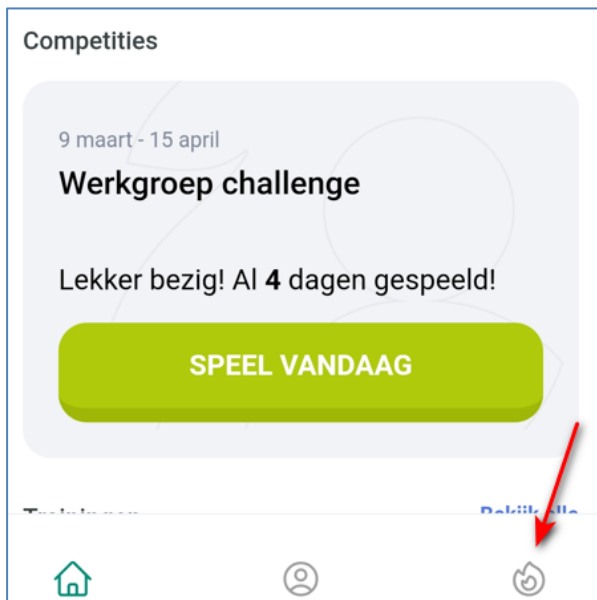 Competities
9 maart - 15 april
Werkgroep challenge
Lekker bezig! Al 4 dagen gespeeld!
SPEEL VANDAAG